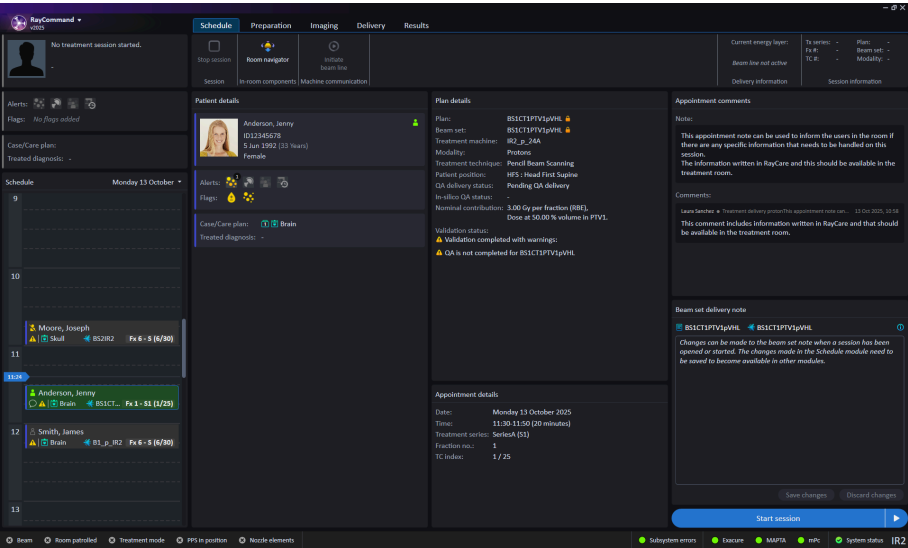 RayCommand
v2025
Schedule Preparation Imaging Delivery Results
No treatment session started.
-
Stop session
Room navigator
Initiate
beam line
Session
In-room components
Machine communication
Current energy layer:
-
Beam line not active
Delivery information
Tx series: -
Fx #: -
TC #: -
Plan: -
Beam set: -
Modality: -
Session information
Alerts:
Flags: No flags added
Case/Care plan:
Treated diagnosis: -
Schedule
Monday 13 October
9
10
Moore, Joseph
Skull BS2IR2 Fx 6 - S (6/30)
11
11:24
Anderson, Jenny
Brain BS1CT... Fx 1 - S1 (1/25)
12
Smith, James
Brain B1_p_IR2 Fx 6 - S (6/30)
13
Patient details
Anderson, Jenny
ID12345678
5 Jun 1992 (33 Years)
Female
Alerts:
Flags:
Case/Care plan: 1 Brain
Treated diagnosis: -
Plan details
Plan: BS1CT1PTV1pVHL
Beam set: BS1CT1PTV1pVHL
Treatment machine: IR2_p_24A
Modality: Protons
Treatment technique: Pencil Beam Scanning
Patient position: HFS : Head First Supine
QA delivery status: Pending QA delivery
In-silico QA status: -
Nominal contribution: 3.00 Gy per fraction (RBE),
Dose at 50.00 % volume in PTV1.
Validation status:
Validation completed with warnings:
QA is not completed for BS1CT1PTV1pVHL
Appointment details
Date: Monday 13 October 2025
Time: 11:30-11:50 (20 minutes)
Treatment series: SeriesA (S1)
Fraction no.: 1
TC index: 1 / 25
Appointment comments
Note:
This appointment note can be used to inform the users in the room if
there are any specific information that needs to be handled on this
session.
The information written in RayCare and this should be available in the
treatment room.
Comments:
Laura Sanches Treatment delivery protonThis appointment note can... 13 Oct 2025, 10:58
This comment includes information written in RayCare and that should
be available in the treatment room.
Beam set delivery note
BS1CT1PTV1pVHL BS1CT1PTV1pVHL
Changes can be made to the beam set note when a session has been
opened or started. The changes made in the Schedule module need to
be saved to become available in other modules.
Save changes Discard changes
Start session
Beam Room patrolled Treatment mode PPS in position Nozzle elements
Subsystem errors Exacure MAPTA mPc System status IR2